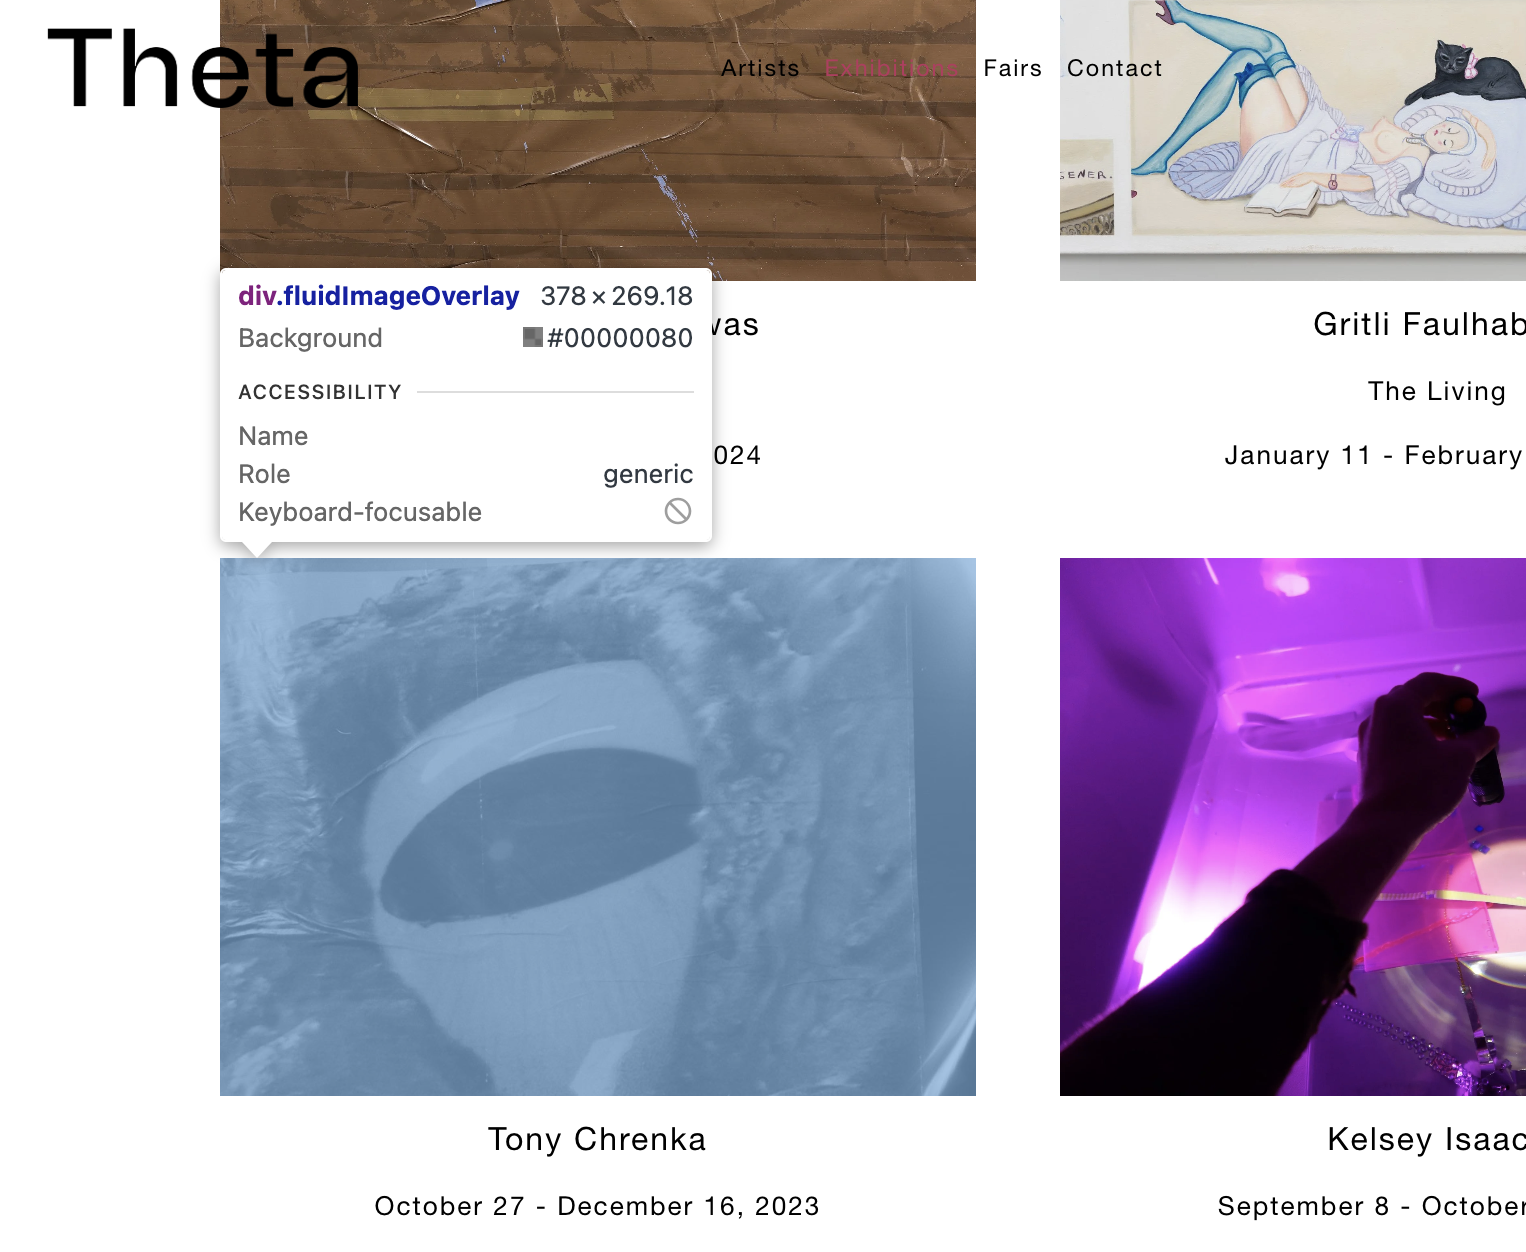 Theta
Artists Exhibitions Fairs Contact
GENER.
div.fluidImageOverlay 378 × 269.18
Background #00000080
ACCESSIBILITY
Name
Role generic
Keyboard-focusable
vas
024
Gritli Faulhab
The Living
January 11 - February
Tony Chrenka
October 27 - December 16, 2023
Kelsey Isaac
September 8 - October